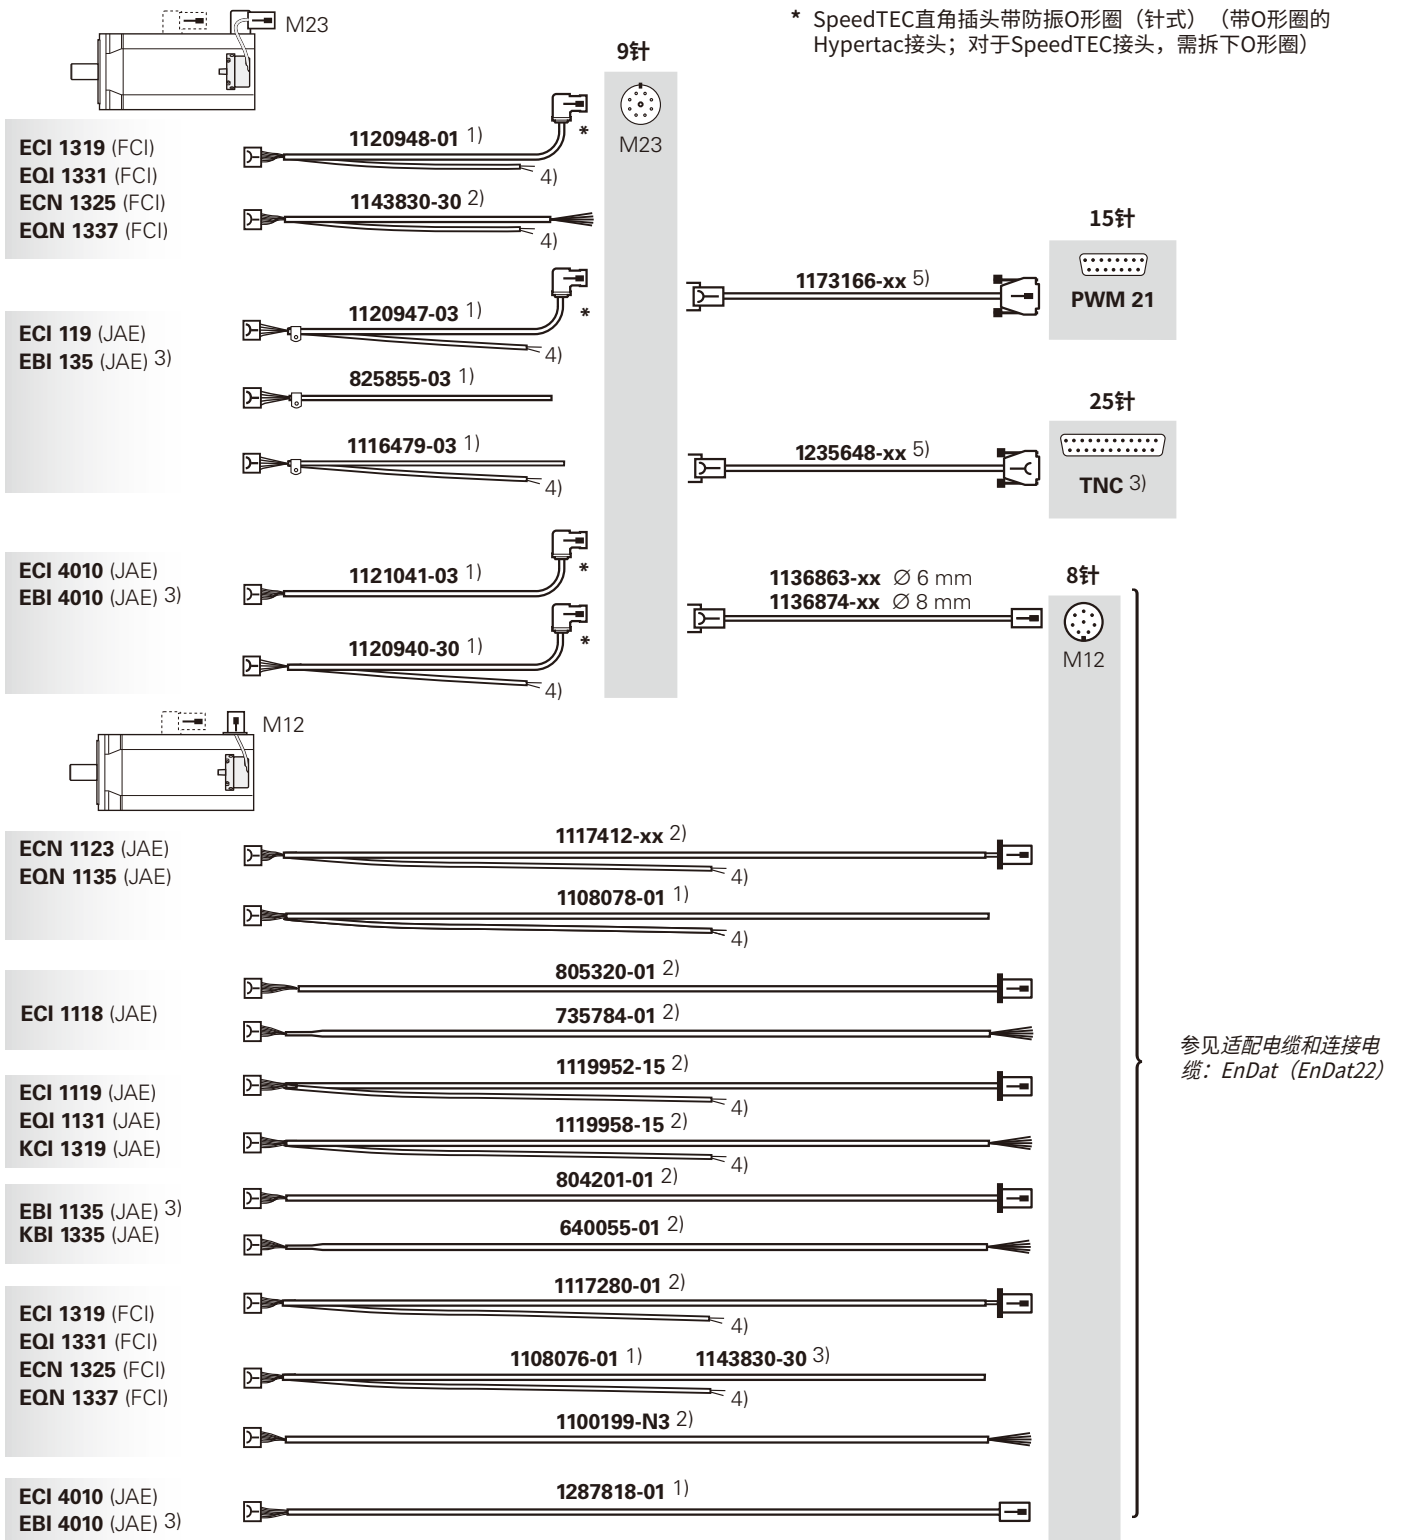 M23
* SpeedTEC直角插头带防振O形圈（针式）（带O形圈的
Hypertac接头；对于SpeedTEC接头，需拆下O形圈）
9针
M23
ECI 1319 (FCI)
EQI 1331 (FCI)
ECN 1325 (FCI)
EQN 1337 (FCI)
1120948-01 1)
*
4)
1143830-30 2)
4)
15针
PWM 21
1173166-xx 5)
ECI 119 (JAE)
EBI 135 (JAE) 3)
1120947-03 1)
*
4)
825855-03 1)
1116479-03 1)
4)
25针
TNC 3)
1235648-xx 5)
ECI 4010 (JAE)
EBI 4010 (JAE) 3)
1121041-03 1)
*
1120940-30 1)
*
4)
1136863-xx Ø 6 mm
1136874-xx Ø 8 mm
8针
M12
M12
ECN 1123 (JAE)
EQN 1135 (JAE)
1117412-xx 2)
4)
1108078-01 1)
4)
ECI 1118 (JAE)
805320-01 2)
735784-01 2)
ECI 1119 (JAE)
EQI 1131 (JAE)
KCI 1319 (JAE)
1119952-15 2)
4)
1119958-15 2)
4)
参见适配电缆和连接电
缆：EnDat（EnDat22）
EBI 1135 (JAE) 3)
KBI 1335 (JAE)
804201-01 2)
640055-01 2)
ECI 1319 (FCI)
EQI 1331 (FCI)
ECN 1325 (FCI)
EQN 1337 (FCI)
1117280-01 2)
4)
1108076-01 1) 1143830-30 3)
4)
1100199-N3 2)
ECI 4010 (JAE)
EBI 4010 (JAE) 3)
1287818-01 1)